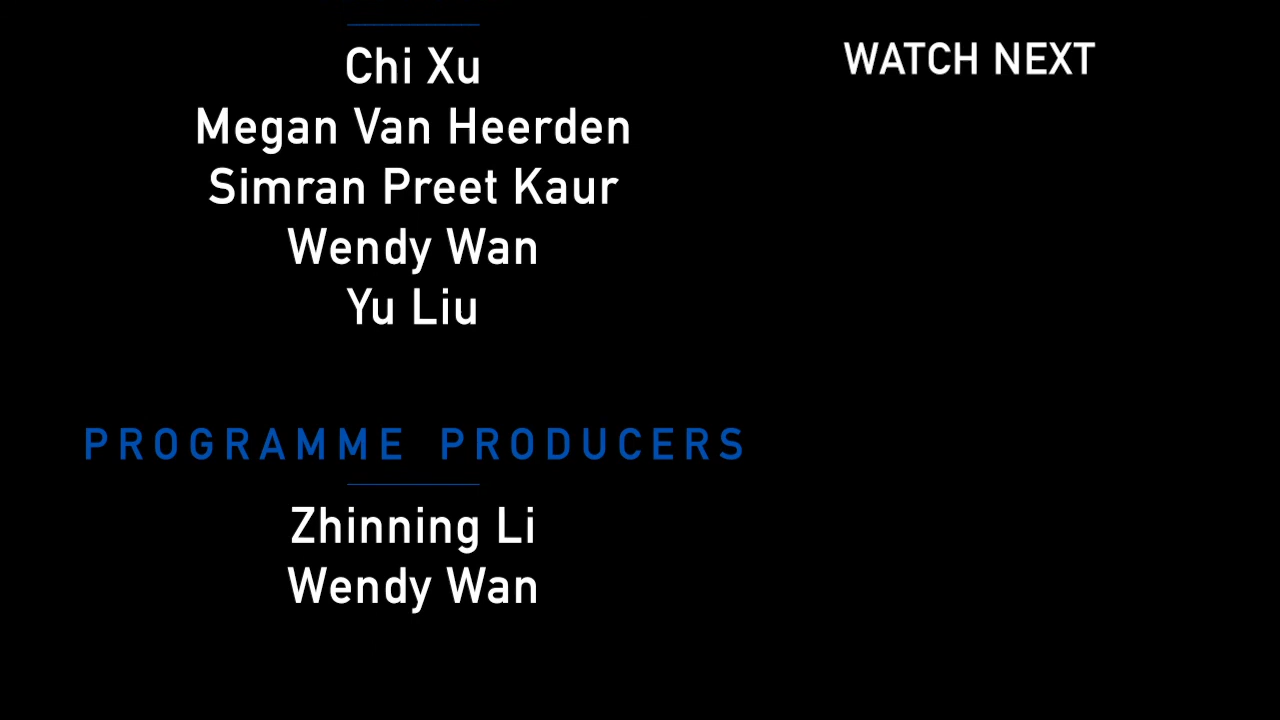 Chi Xu
Megan Van Heerden
Simran Preet Kaur
Wendy Wan
Yu Liu
PROGRAMME PRODUCERS
Zhinning Li
Wendy Wan
WATCH NEXT